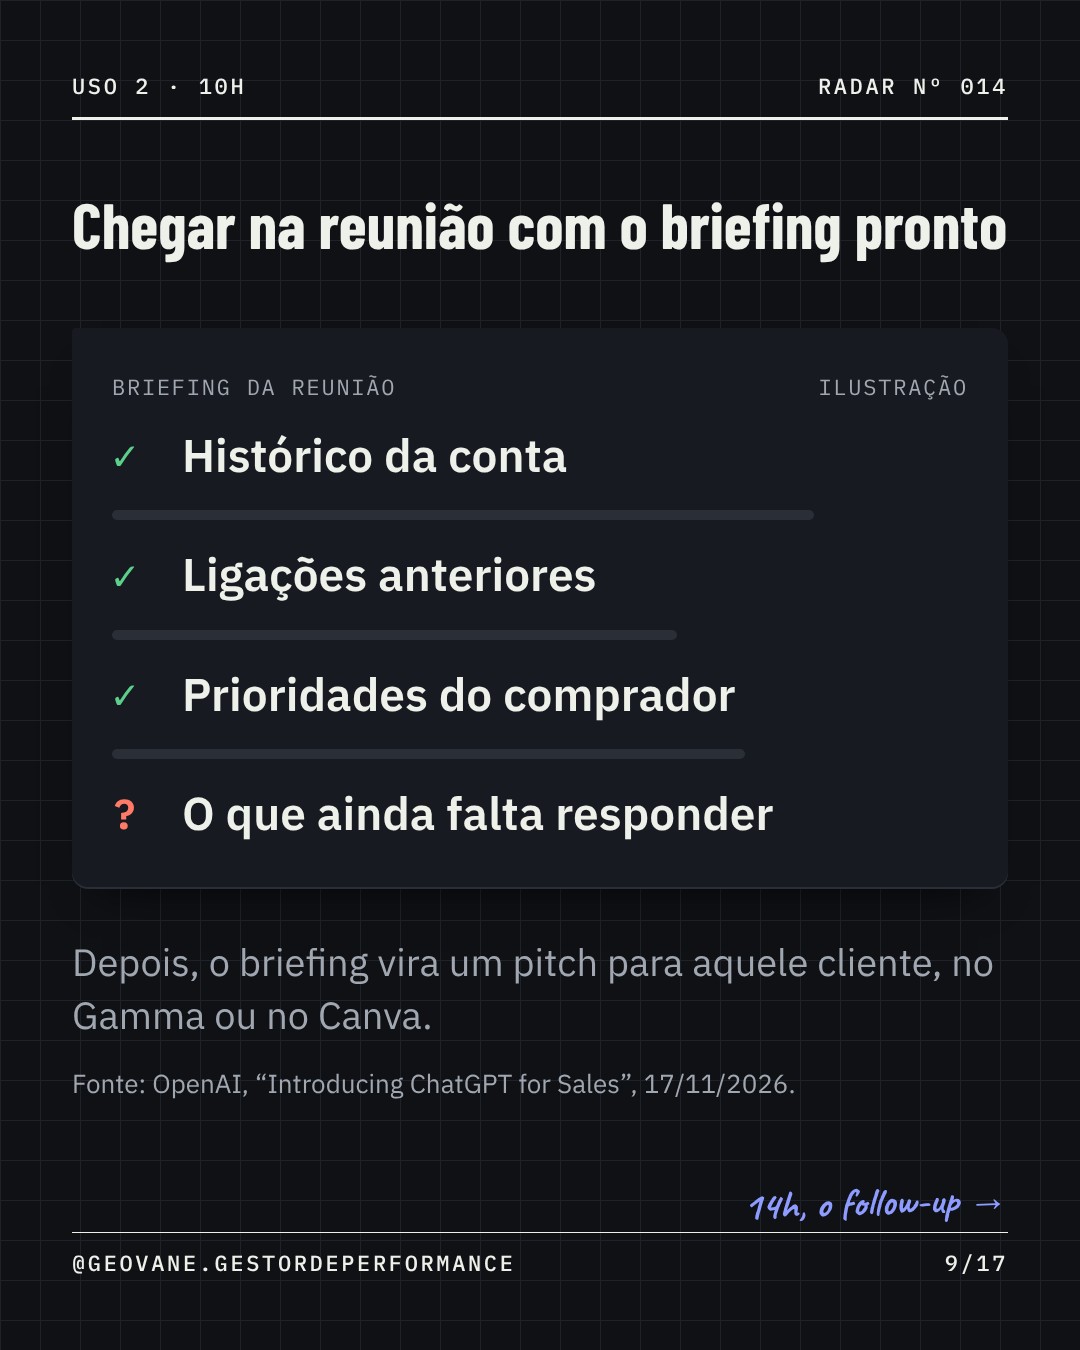 USO 2 · 10H
RADAR Nº 014
Chegar na reunião com o briefing pronto
BRIEFING DA REUNIÃO
ILUSTRAÇÃO
✓ Histórico da conta
✓ Ligações anteriores
✓ Prioridades do comprador
? O que ainda falta responder
Depois, o briefing vira um pitch para aquele cliente, no
Gamma ou no Canva.
Fonte: OpenAI, “Introducing ChatGPT for Sales”, 17/11/2026.
14h, o follow-up →
@GEOVANE.GESTORDEPERFORMANCE
9/17